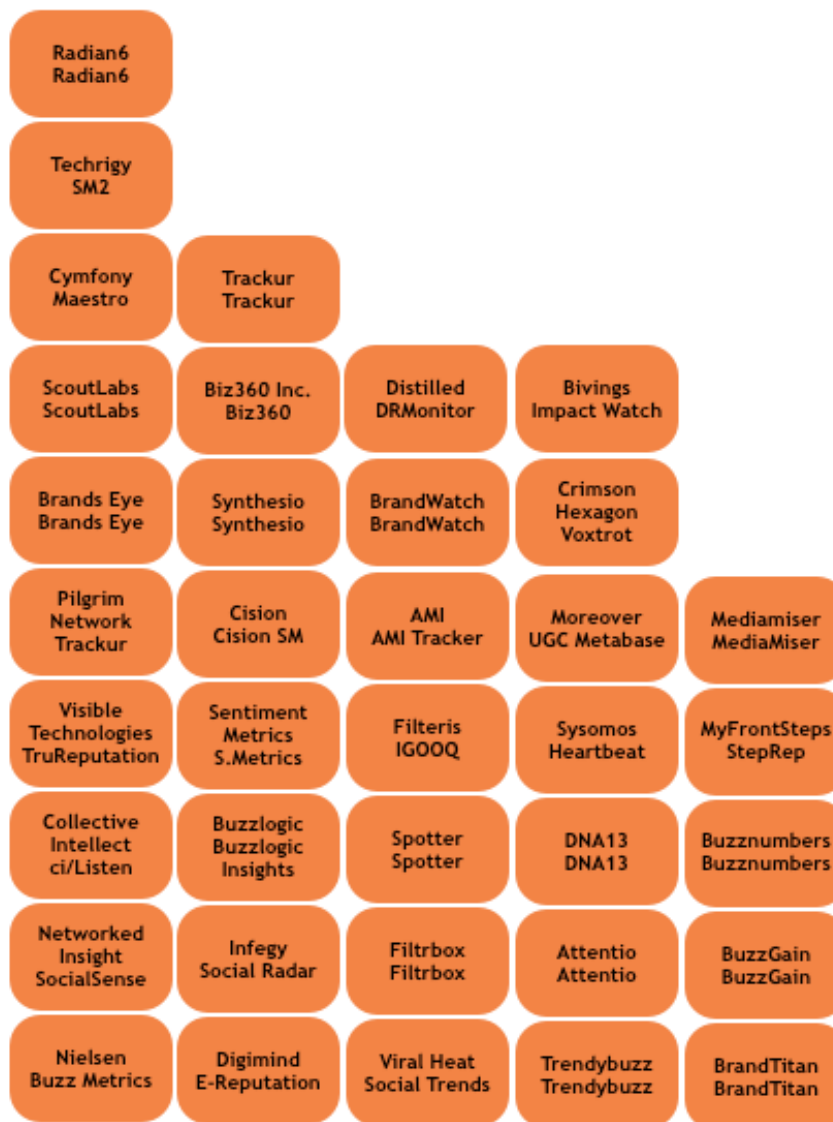 Radian6
Radian6
Techrigy
SM2
Cymfony
Maestro
Trackur
Trackur
ScoutLabs
ScoutLabs
Biz360 Inc.
Biz360
Distilled
DRMonitor
Bivings
Impact Watch
Brands Eye
Brands Eye
Synthesio
Synthesio
BrandWatch
BrandWatch
Crimson
Hexagon
Voxtrot
Pilgrim
Network
Trackur
Cision
Cision SM
AMI
AMI Tracker
Moreover
UGC Metabase
Mediamiser
MediaMiser
Visible
Technologies
TruReputation
Sentiment
Metrics
S.Metrics
Filteris
IGOOQ
Sysomos
Heartbeat
MyFrontSteps
StepRep
Collective
Intellect
ci/Listen
Buzzlogic
Buzzlogic
Insights
Spotter
Spotter
DNA13
DNA13
Buzznumbers
Buzznumbers
Networked
Insight
SocialSense
Infegy
Social Radar
Filtrbox
Filtrbox
Attentio
Attentio
BuzzGain
BuzzGain
Nielsen
Buzz Metrics
Digimind
E-Reputation
Viral Heat
Social Trends
Trendybuzz
Trendybuzz
BrandTitan
BrandTitan